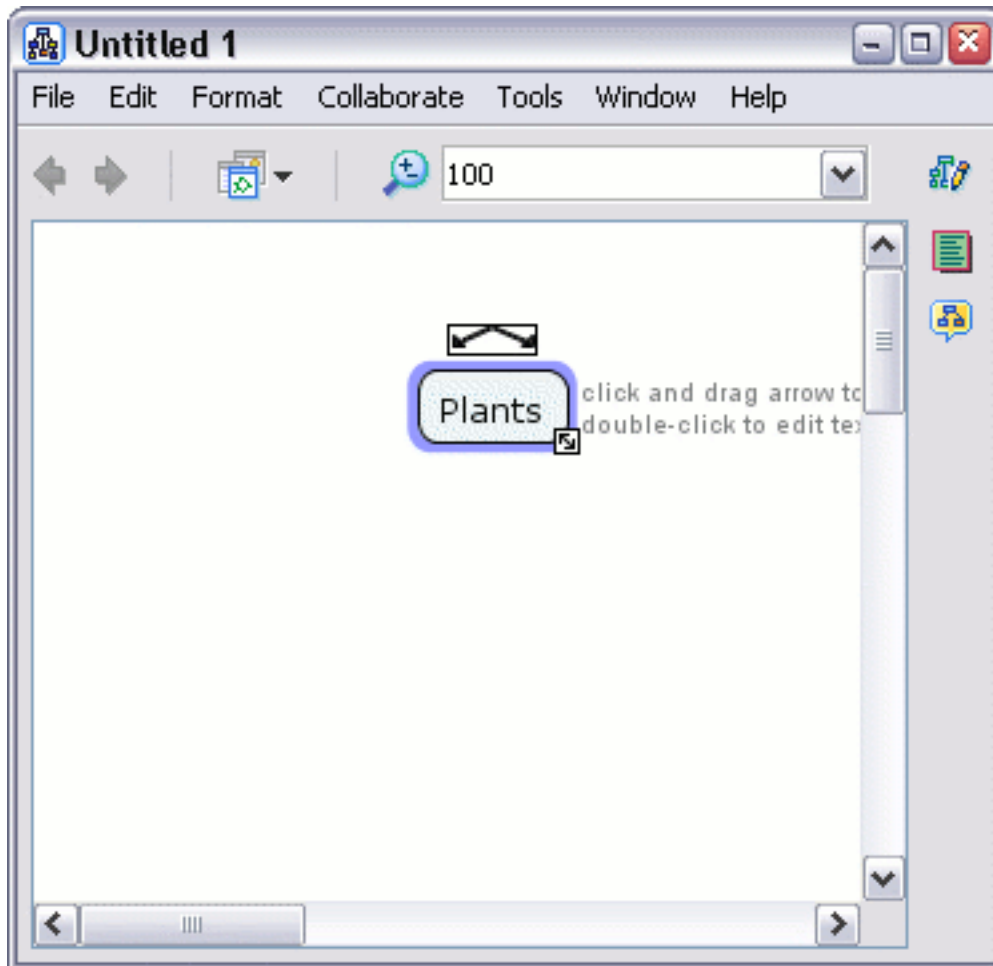 Untitled 1
File Edit Format Collaborate Tools Window Help
100
Plants
click and drag arrow to
double-click to edit